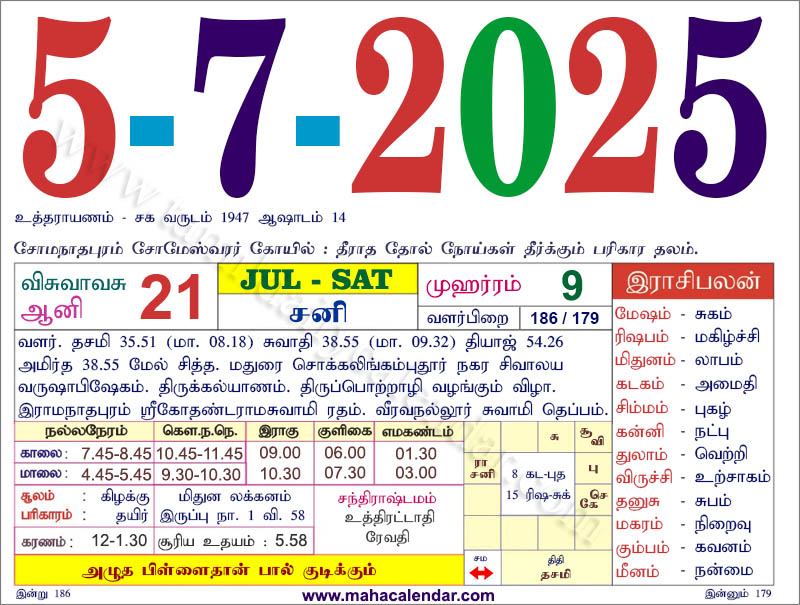 5-7-2025
உத்தராயணம் - சக வருடம் 1947 ஆஷாடம் 14
சோமநாதபுரம் சோமேஸ்வரர் கோயில் : தீராத தோல் நோய்கள் தீர்க்கும் பரிகார தலம்.
விசுவாவசு
ஆனி 21
JUL - SAT
சனி
முஹர்ரம் 9
வளர்பிறை 186 / 179
வளர். தசமி 35.51 (மா. 08.18) சுவாதி 38.55 (மா. 09.32) தியாஜ் 54.26
அமிர்த 38.55 மேல் சித்த. மதுரை சொக்கலிங்கம்புதூர் நகர சிவாலய
வருஷாபிஷேகம். திருக்கல்யாணம். திருப்பொற்றாழி வழங்கும் விழா.
இராமநாதபுரம் ஸ்ரீகோதண்டராமசுவாமி ரதம். வீரவநல்லூர் சுவாமி தெப்பம்.
நல்லநேரம் கௌ.ந.நெ. இராகு குளிகை எமகண்டம்
காலை: 7.45-8.45 10.45-11.45 09.00 06.00 01.30
மாலை: 4.45-5.45 9.30-10.30 10.30 07.30 03.00
சூலம் : கிழக்கு
பரிகாரம் : தயிர்
மிதுன லக்கனம்
இருப்பு நா. 1 வி. 58
கரணம் : 12-1.30 சூரிய உதயம் : 5.58
சந்திராஷ்டமம்
உத்திரட்டாதி
ரேவதி
சு
சூ
வி
ரா
சனி
8 கட-புத
15 ரிஷ-சுக்
பு
செ
கே
அழுத பிள்ளைதான் பால் குடிக்கும்
சம
திதி
தசமி
இராசிபலன்
மேஷம் - சுகம்
ரிஷபம் - மகிழ்ச்சி
மிதுனம் - லாபம்
கடகம் - அமைதி
சிம்மம் - புகழ்
கன்னி - நட்பு
துலாம் - வெற்றி
விருச்சி - உற்சாகம்
தனுசு - சுபம்
மகரம் - நிறைவு
கும்பம் - கவனம்
மீனம் - நன்மை
இன்று 186
www.mahacalendar.com
இன்னும் 179